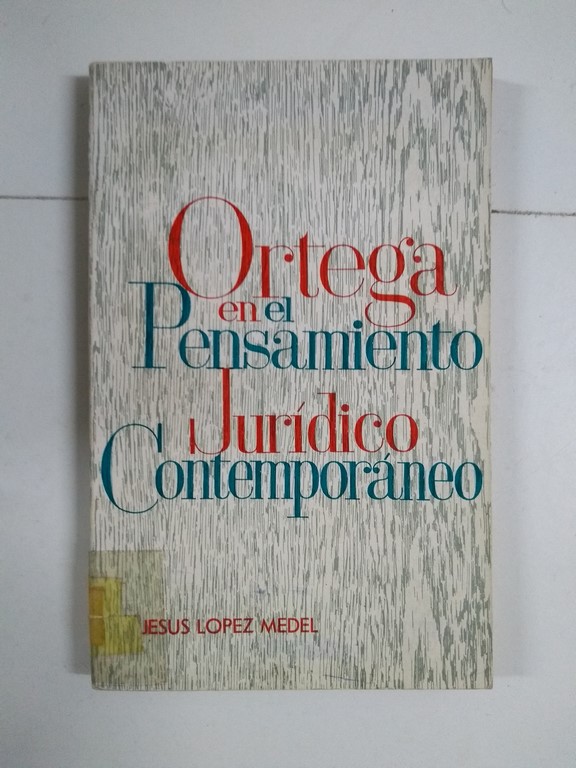 Ortega
en el
Pensamiento
Jurídico
Contemporáneo
JESUS LOPEZ MEDEL